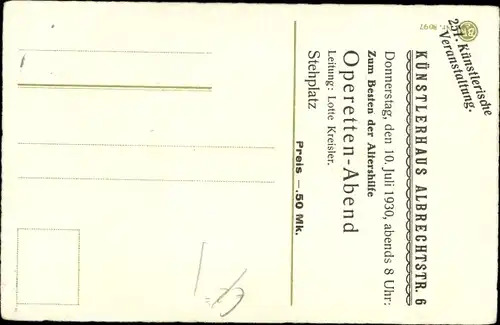 251. Künstlerische
Veranstaltung.
KÜNSTLERHAUS ALBRECHTSTR. 6
Donnerstag, den 10. Juli 1930, abends 8 Uhr:
Zum Besten der Altershilfe
Operetten-Abend
Leitung: Lotte Kreisler.
Stehplatz
Preis -.50 Mk.